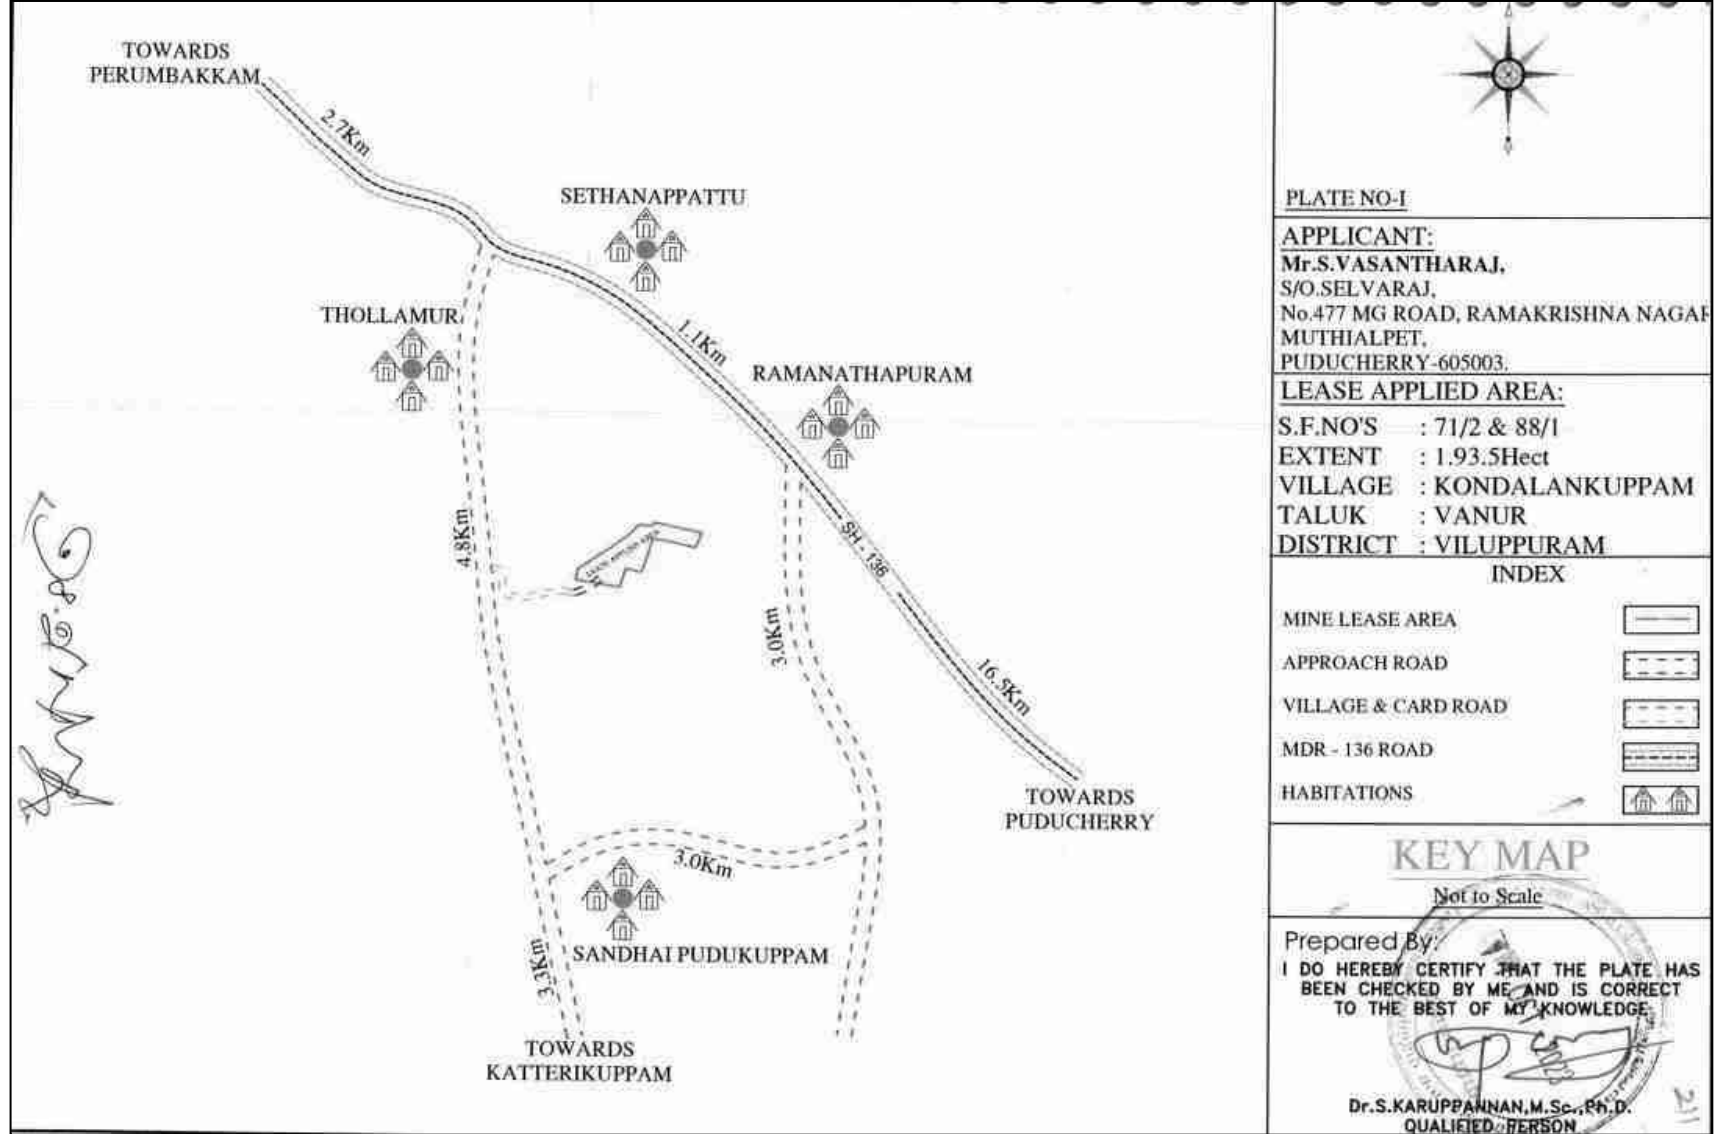 TOWARDS
PERUMBAKKAM
2.7Km
SETHANAPPATTU
THOLLAMUR
1.1Km
RAMANATHAPURAM
4.8Km
SH - 136
3.0Km
16.5Km
TOWARDS
PUDUCHERRY
3.0Km
SANDHAI PUDUKUPPAM
3.3Km
TOWARDS
KATTERIKUPPAM
PLATE NO-I
APPLICANT:
Mr.S.VASANTHARAJ,
S/O.SELVARAJ,
No.477 MG ROAD, RAMAKRISHNA NAGAR
MUTHIALPET,
PUDUCHERRY-605003.
LEASE APPLIED AREA:
S.F.NO'S : 71/2 & 88/1
EXTENT : 1.93.5Hect
VILLAGE : KONDALANKUPPAM
TALUK : VANUR
DISTRICT : VILUPPURAM
INDEX
MINE LEASE AREA
APPROACH ROAD
VILLAGE & CARD ROAD
MDR - 136 ROAD
HABITATIONS
KEY MAP
Not to Scale
Prepared By:
I DO HEREBY CERTIFY THAT THE PLATE HAS
BEEN CHECKED BY ME AND IS CORRECT
TO THE BEST OF MY KNOWLEDGE
Dr.S.KARUPPANNAN,M.Sc.,Ph.D.
QUALIFIED PERSON